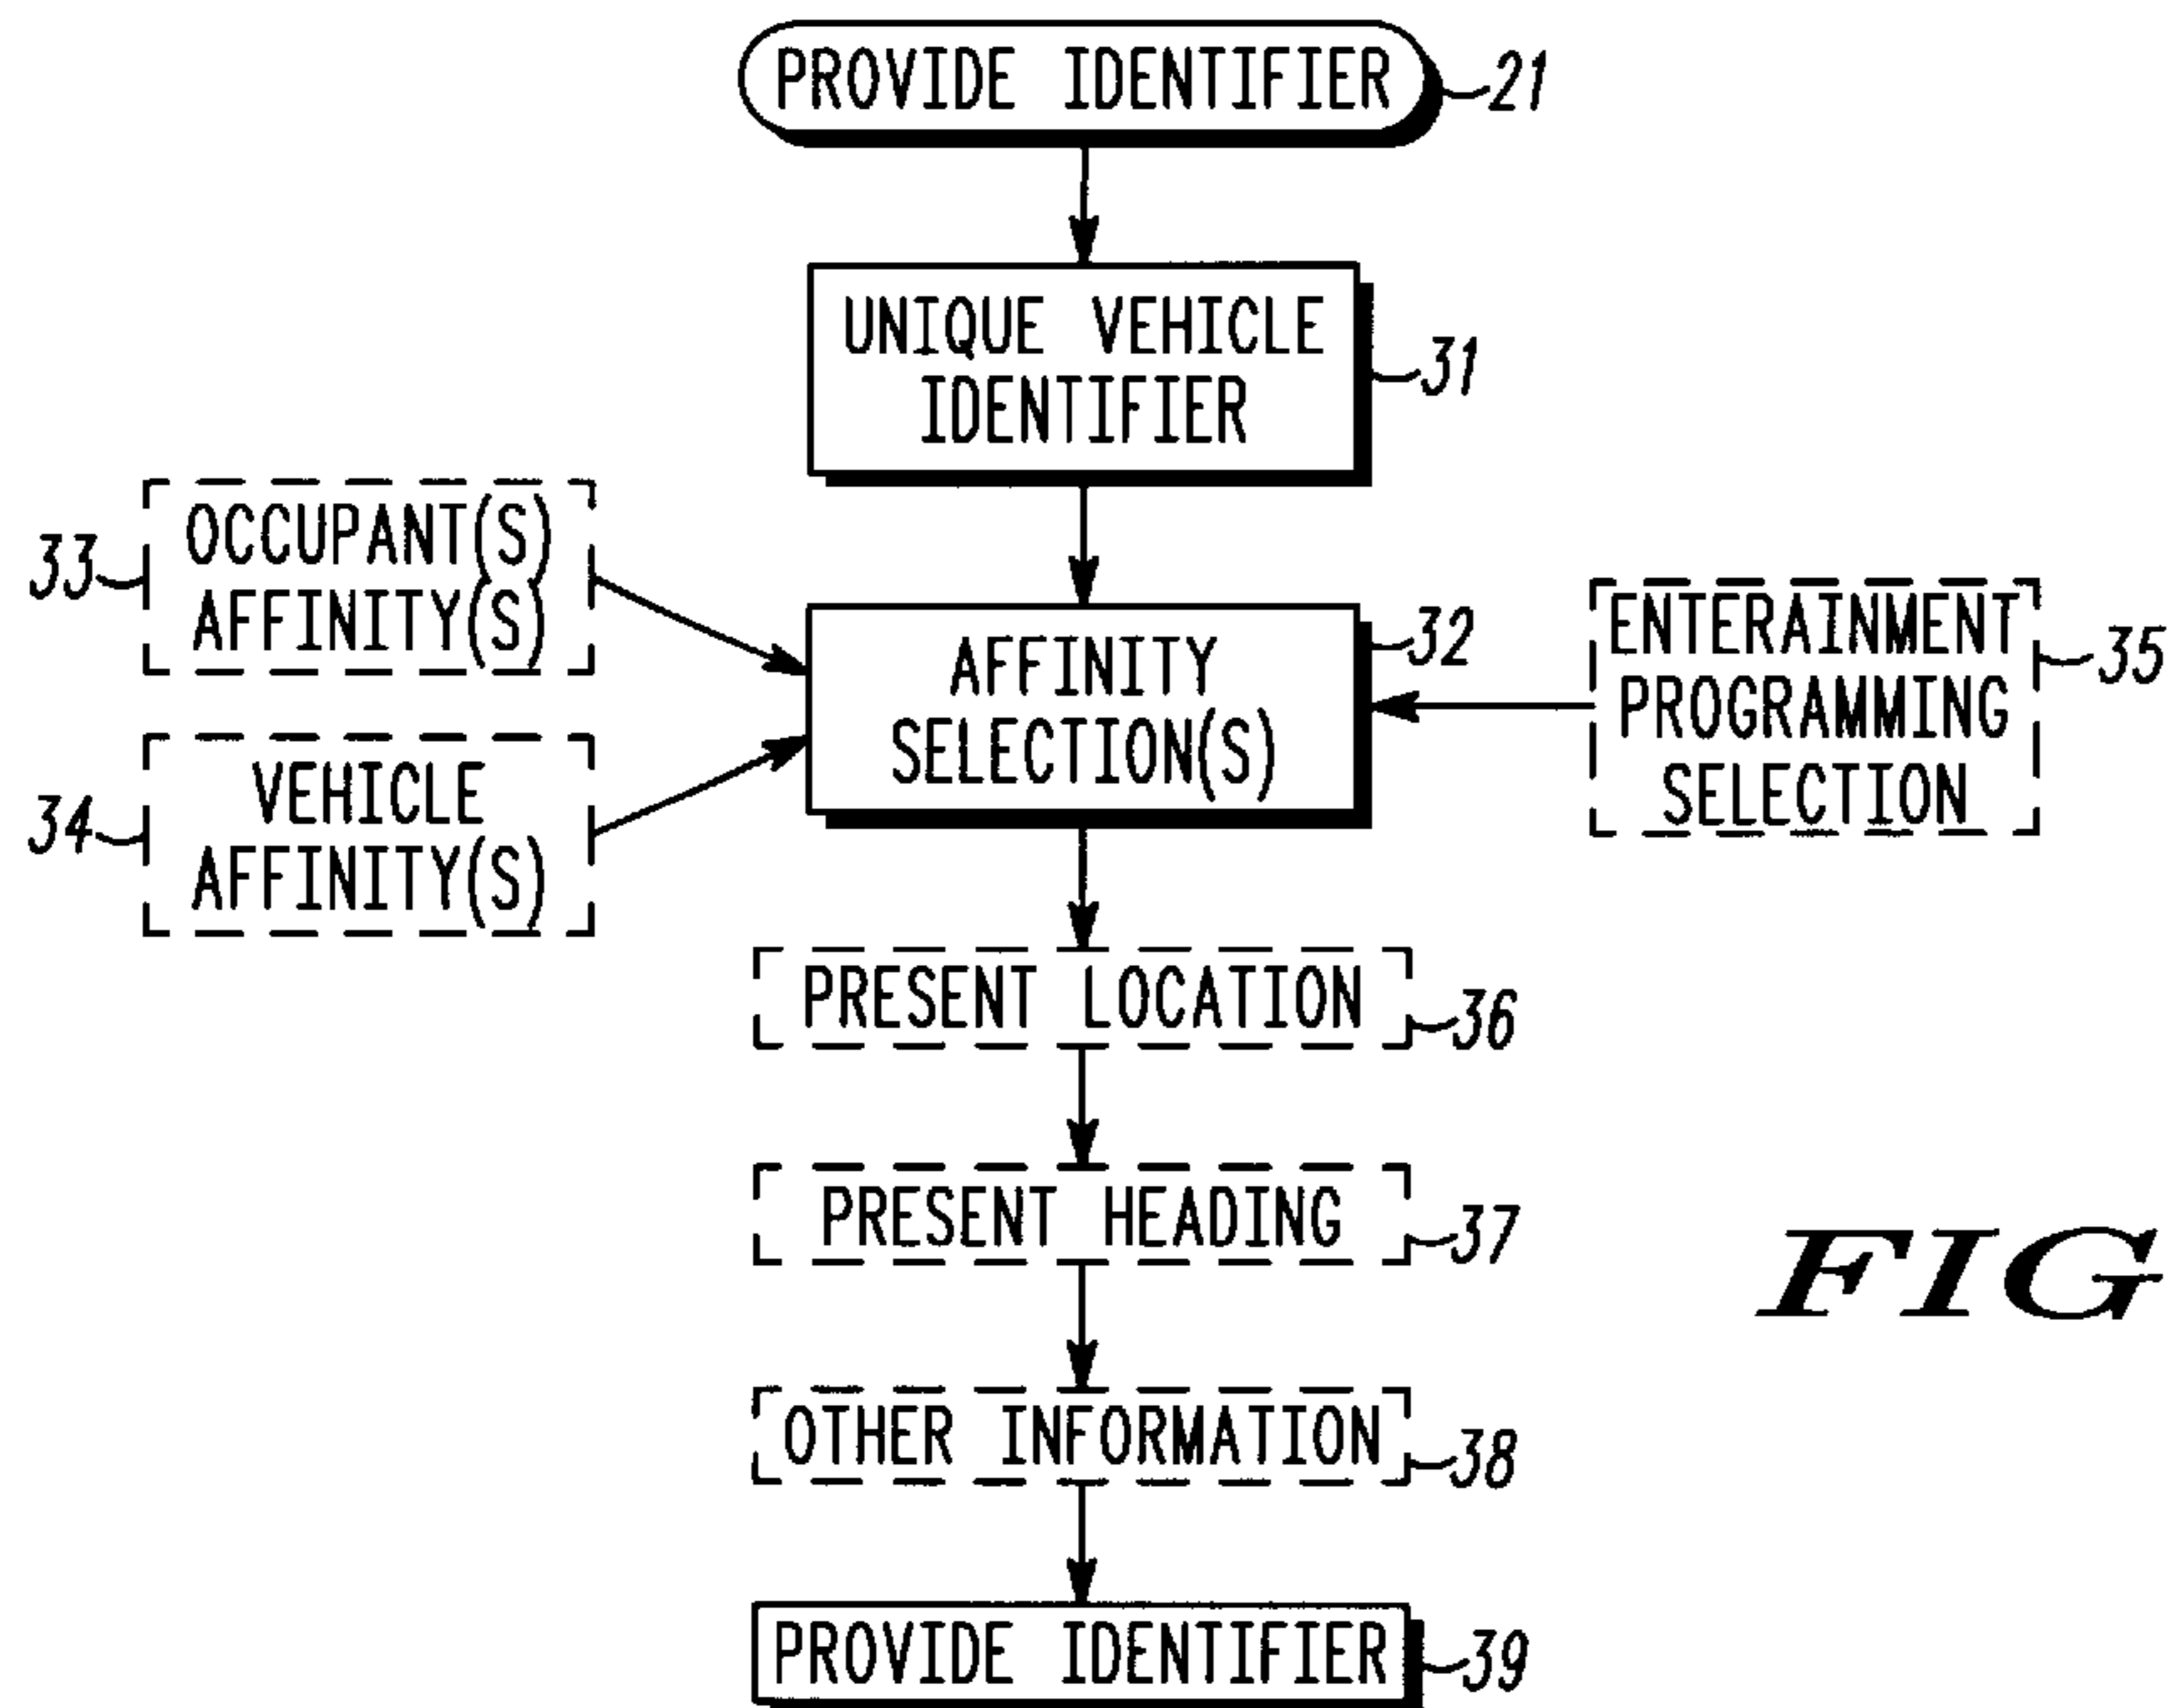 PROVIDE IDENTIFIER
21
UNIQUE VEHICLE
IDENTIFIER
31
33
OCCUPANT(S)
AFFINITY(S)
34
VEHICLE
AFFINITY(S)
AFFINITY
SELECTION(S)
32
ENTERAINMENT
PROGRAMMING
SELECTION
35
PRESENT LOCATION
36
PRESENT HEADING
37
OTHER INFORMATION
38
PROVIDE IDENTIFIER
39
FIG